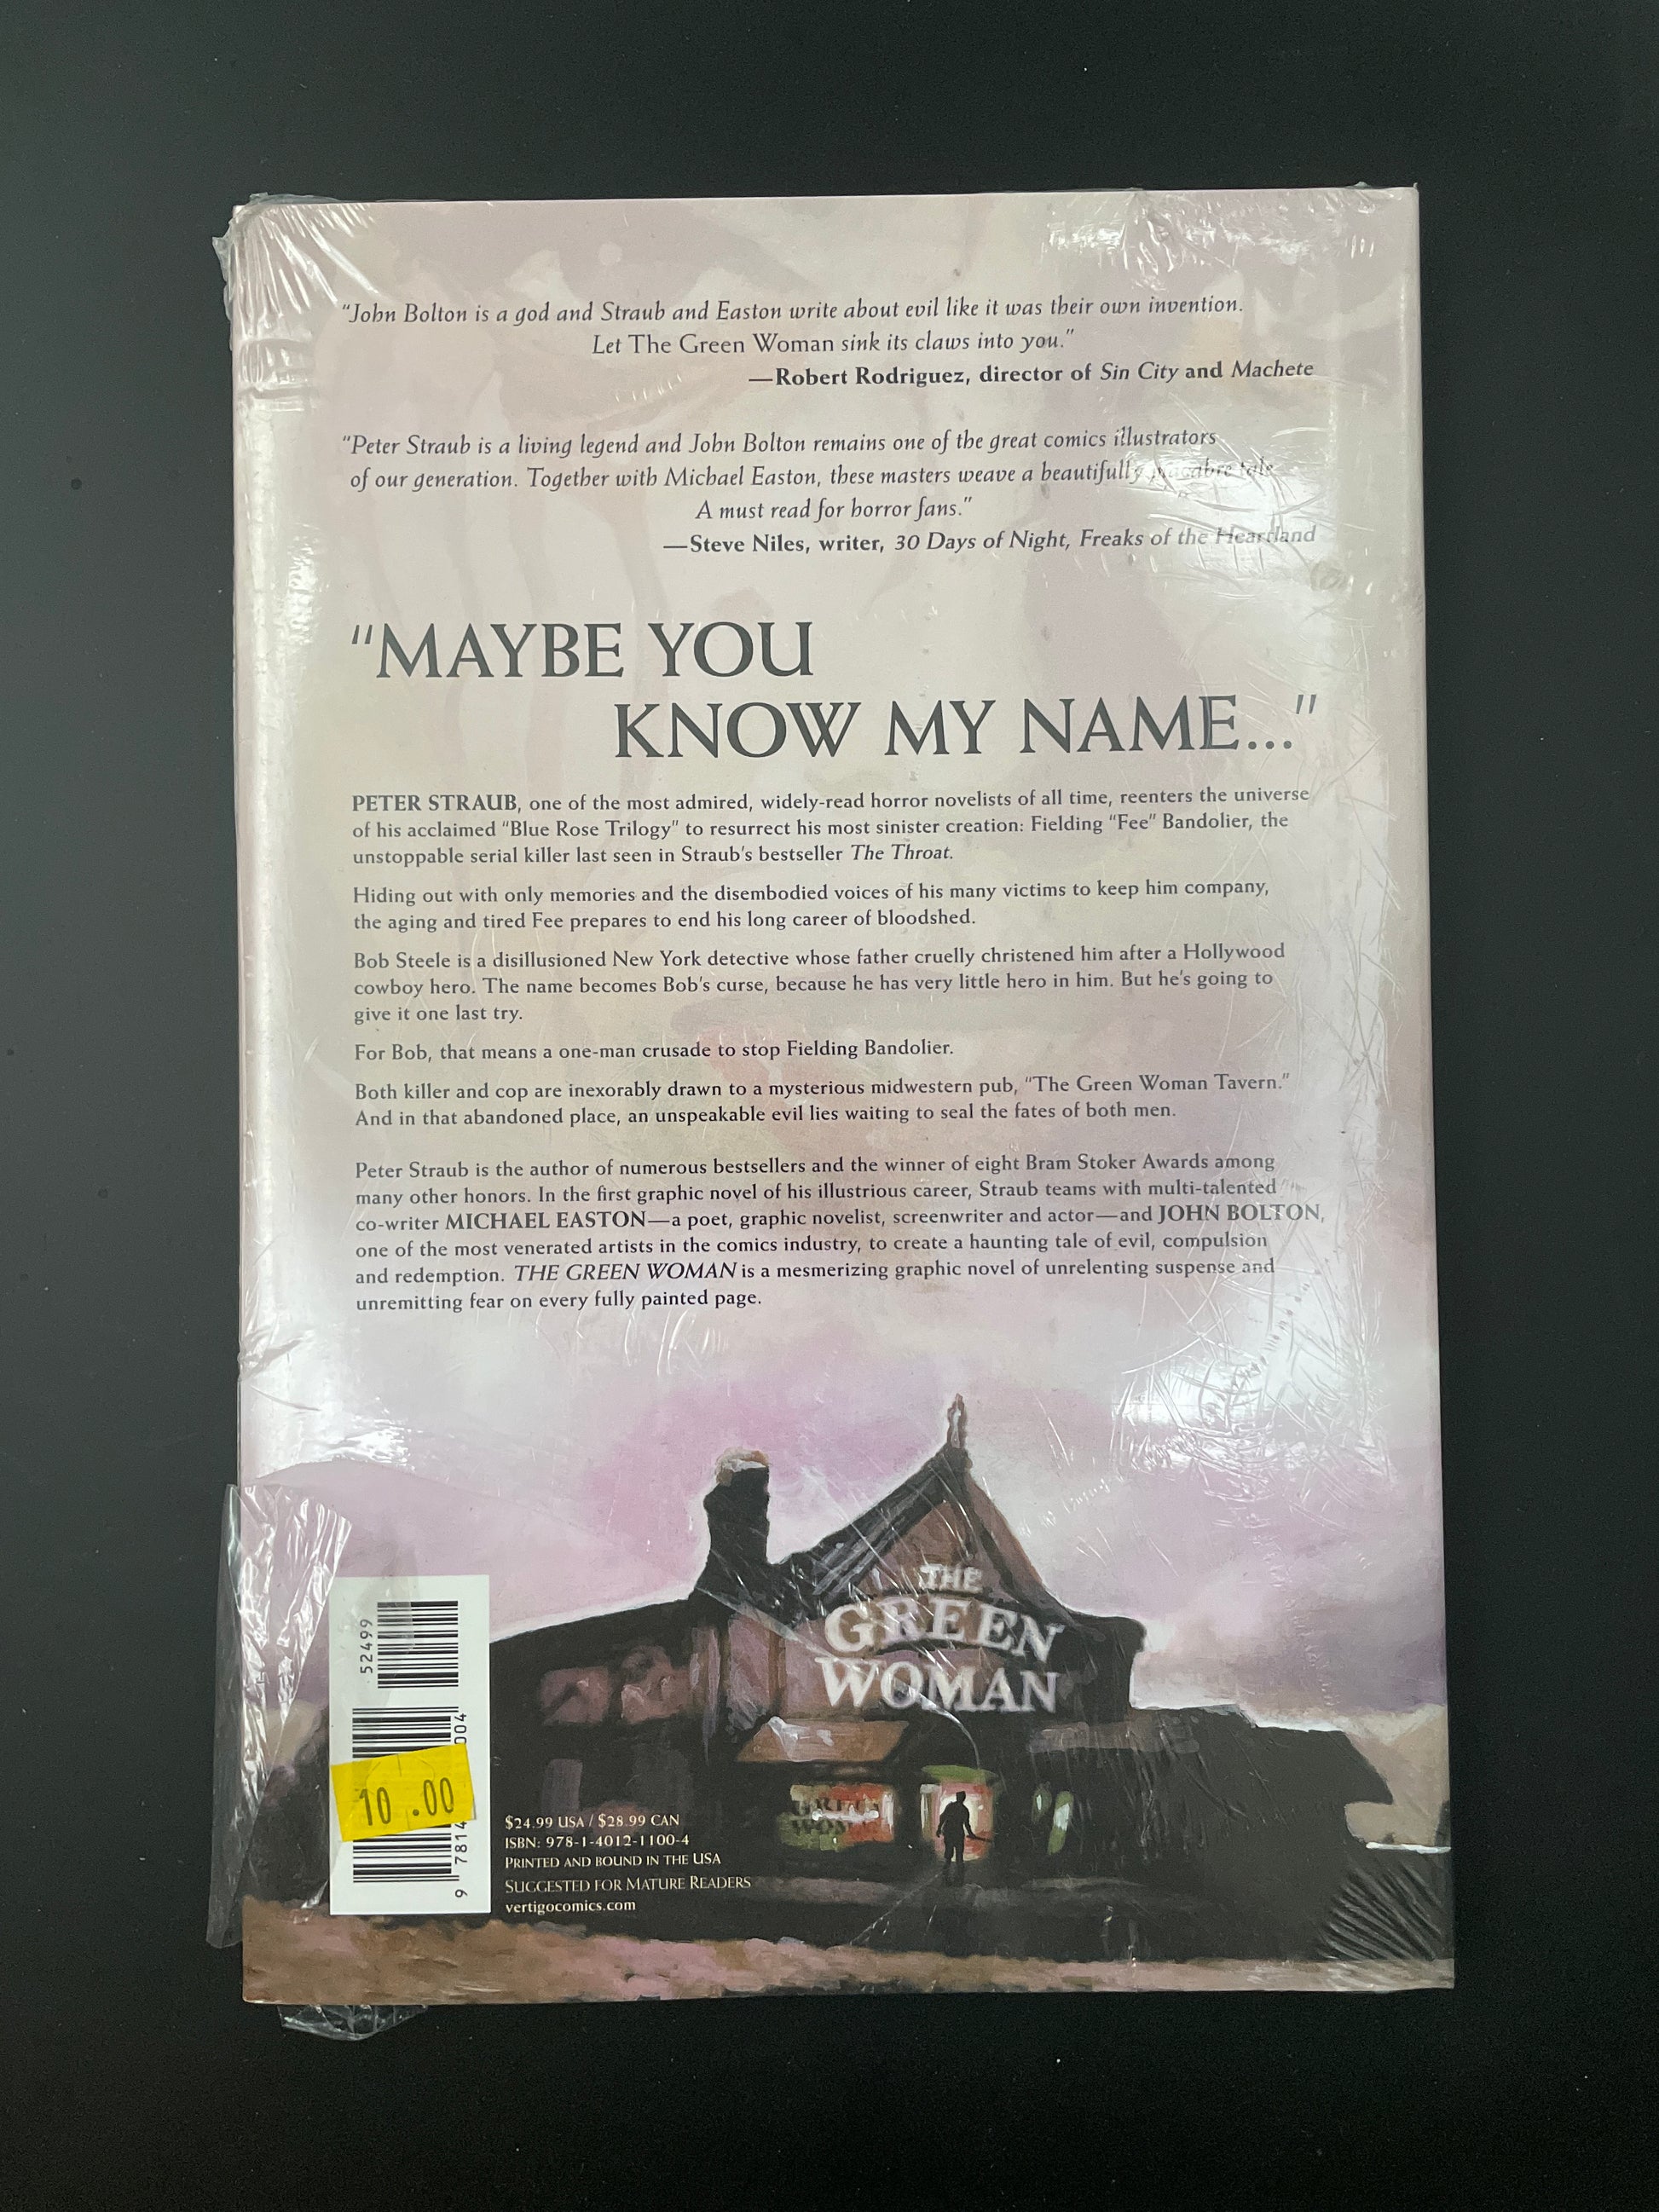 “John Bolton is a god and Straub and Easton write about evil like it was their own invention.
Let The Green Woman sink its claws into you.”
—Robert Rodriguez, director of Sin City and Machete
“Peter Straub is a living legend and John Bolton remains one of the great comics illustrators
of our generation. Together with Michael Easton, these masters weave a beautifully macabre tale.
A must read for horror fans.”
—Steve Niles, writer, 30 Days of Night, Freaks of the Heartland
“MAYBE YOU
KNOW MY NAME...”
PETER STRAUB, one of the most admired, widely-read horror novelists of all time, reenters the universe
of his acclaimed “Blue Rose Trilogy” to resurrect his most sinister creation: Fielding “Fee” Bandolier, the
unstoppable serial killer last seen in Straub’s bestseller The Throat.
Hiding out with only memories and the disembodied voices of his many victims to keep him company,
the aging and tired Fee prepares to end his long career of bloodshed.
Bob Steele is a disillusioned New York detective whose father cruelly christened him after a Hollywood
cowboy hero. The name becomes Bob’s curse, because he has very little hero in him. But he’s going to
give it one last try.
For Bob, that means a one-man crusade to stop Fielding Bandolier.
Both killer and cop are inexorably drawn to a mysterious midwestern pub, “The Green Woman Tavern.”
And in that abandoned place, an unspeakable evil lies waiting to seal the fates of both men.
Peter Straub is the author of numerous bestsellers and the winner of eight Bram Stoker Awards among
many other honors. In the first graphic novel of his illustrious career, Straub teams with multi-talented
co-writer MICHAEL EASTON—a poet, graphic novelist, screenwriter and actor—and JOHN BOLTON,
one of the most venerated artists in the comics industry, to create a haunting tale of evil, compulsion
and redemption. THE GREEN WOMAN is a mesmerizing graphic novel of unrelenting suspense and
unremitting fear on every fully painted page.
THE
GREEN
WOMAN
52499
9 7814 004
10.00
GREEN
WOM
$24.99 USA / $28.99 CAN
ISBN: 978-1-4012-1100-4
PRINTED AND BOUND IN THE USA
SUGGESTED FOR MATURE READERS
vertigocomics.com